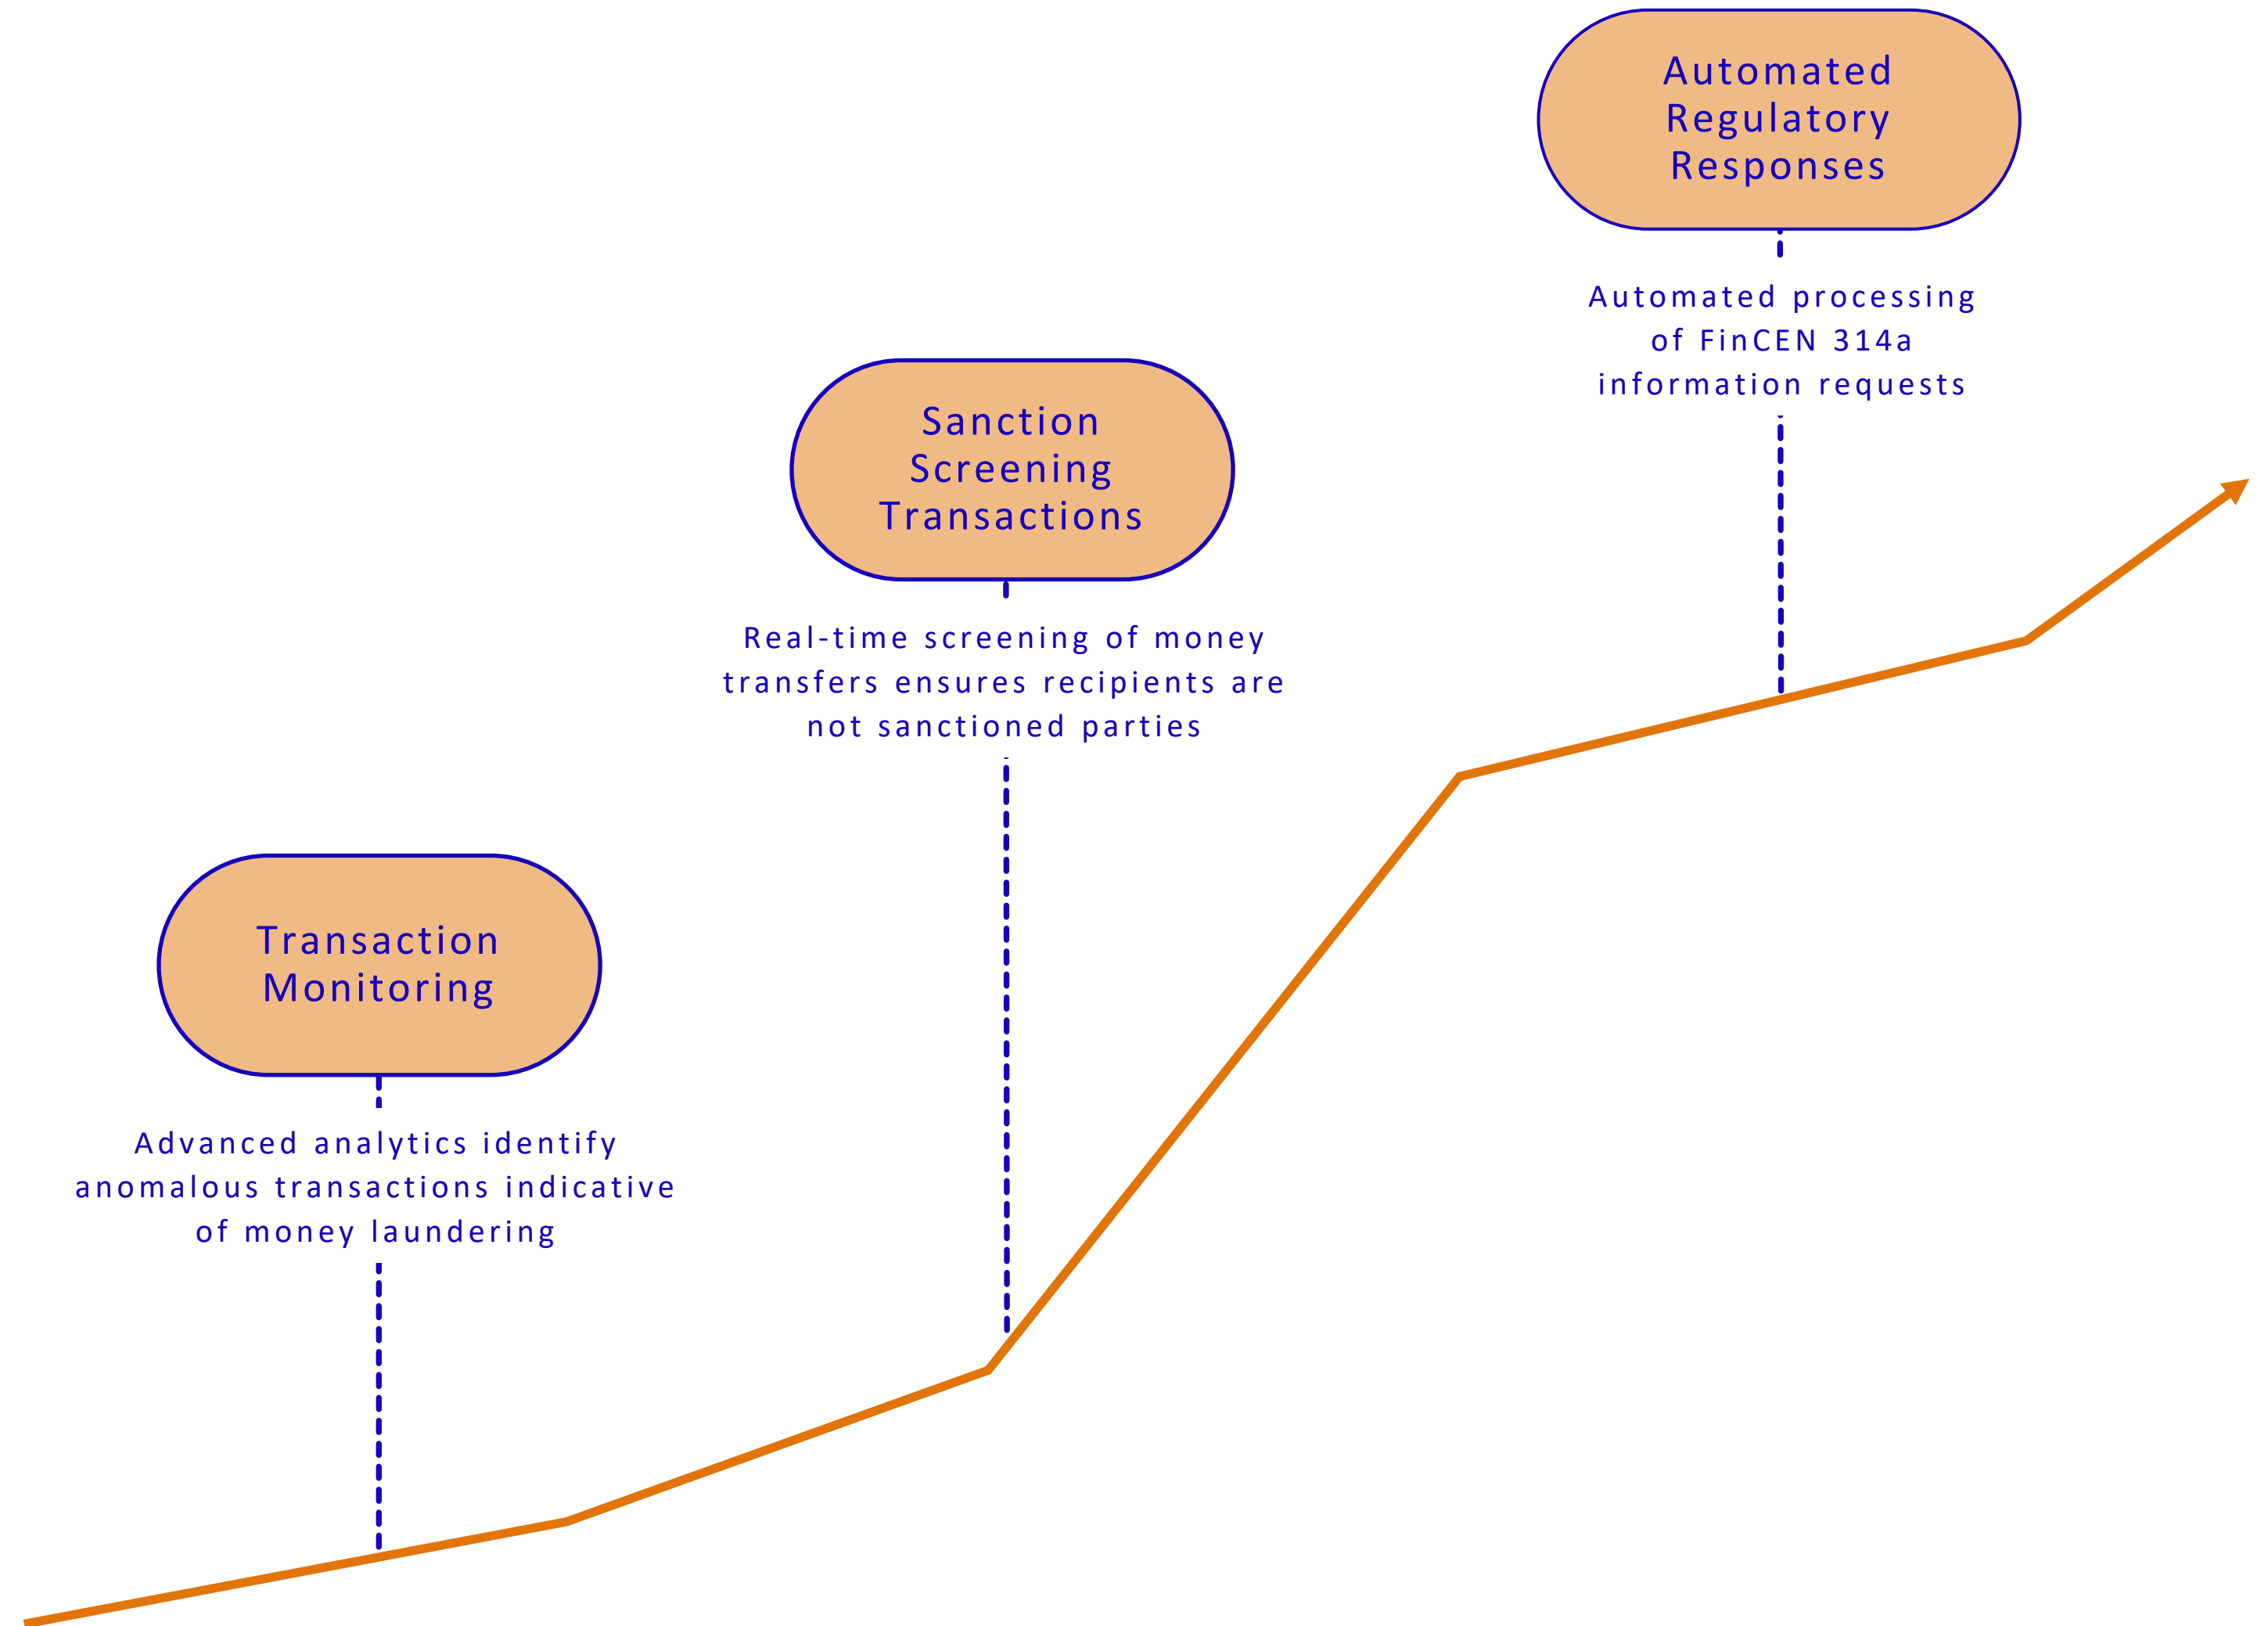 Automated
Regulatory
Responses
Automated processing
of FinCEN 314a
information requests
Sanction
Screening
Transactions
Real-time screening of money
transfers ensures recipients are
not sanctioned parties
Transaction
Monitoring
Advanced analytics identify
anomalous transactions indicative
of money laundering